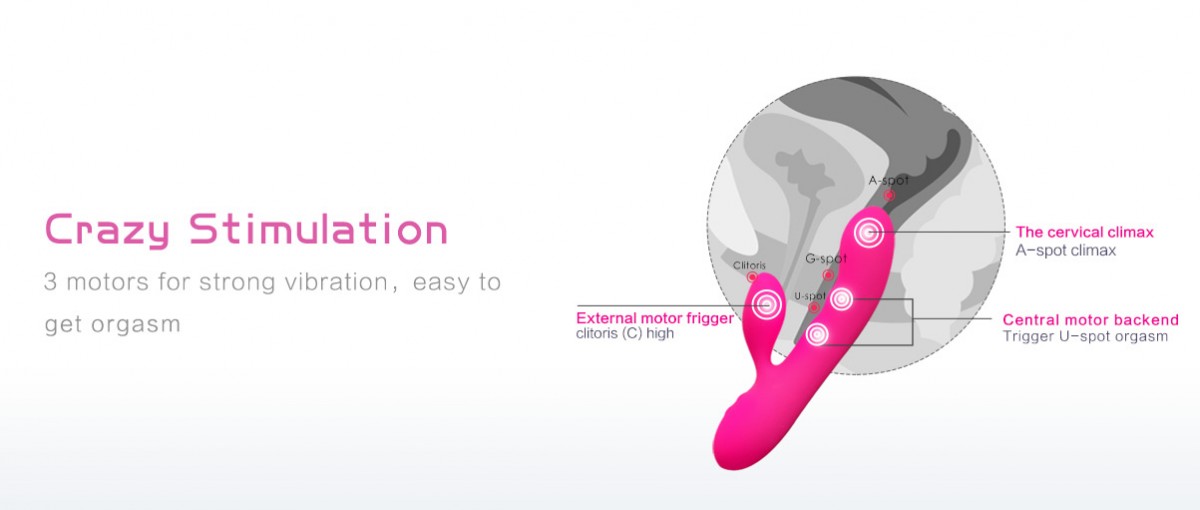 Crazy Stimulation
3 motors for strong vibration, easy to
get orgasm
A-spot
The cervical climax
A-spot climax
G-spot
Clitoris
U-spot
External motor frigger
clitoris (C) high
Central motor backend
Trigger U-spot orgasm